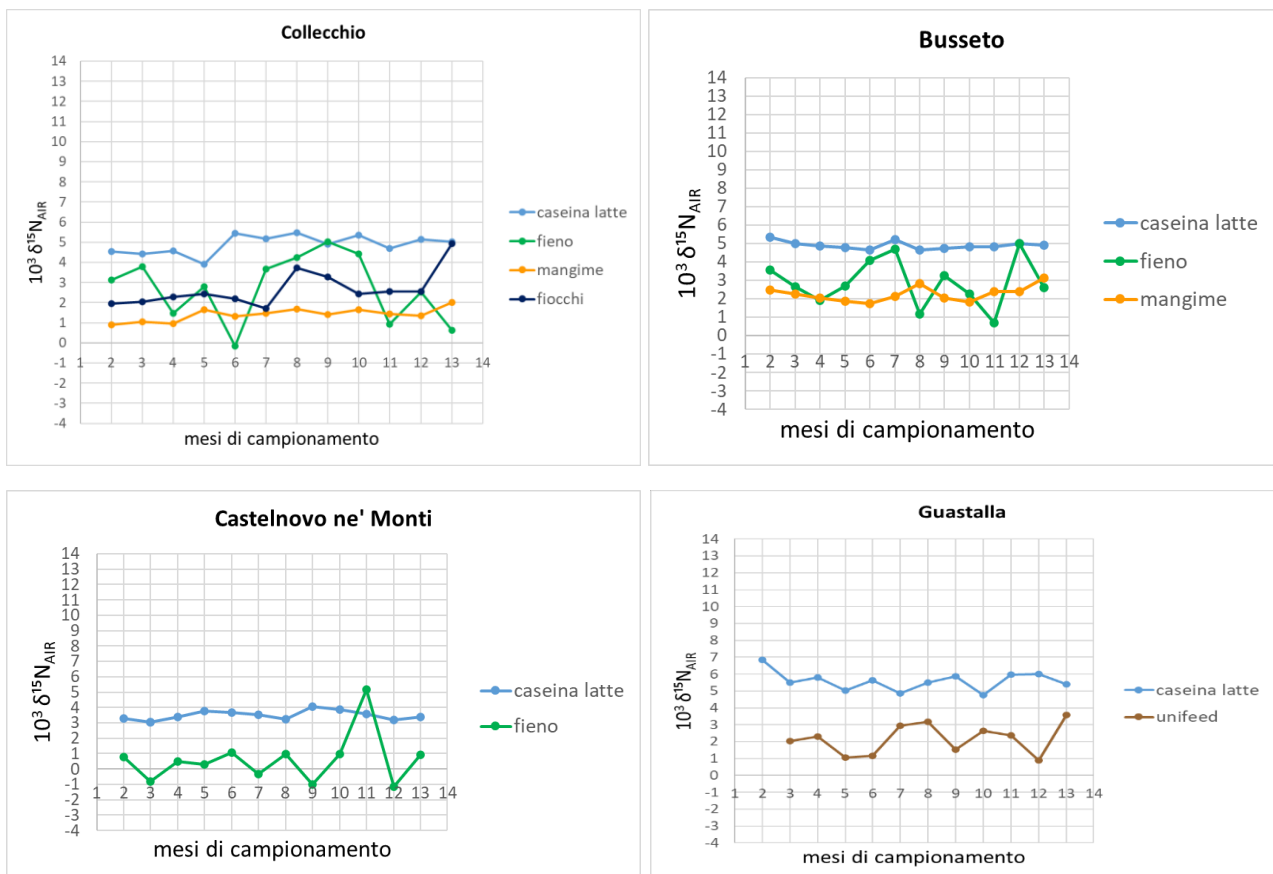 Collecchio
14
13
12
11
10
9
8
7
6
5
4
3
2
1
0
-1
-2
-3
-4
10³ δ¹⁵N_AIR
1 2 3 4 5 6 7 8 9 10 11 12 13 14
mesi di campionamento
caseina latte
fieno
mangime
fiocchi
Busseto
14
13
12
11
10
9
8
7
6
5
4
3
2
1
0
-1
-2
-3
-4
10³ δ¹⁵N_AIR
1 2 3 4 5 6 7 8 9 10 11 12 13 14
mesi di campionamento
caseina latte
fieno
mangime
Castelnovo ne' Monti
14
13
12
11
10
9
8
7
6
5
4
3
2
1
0
-1
-2
-3
-4
10³ δ¹⁵N_AIR
1 2 3 4 5 6 7 8 9 10 11 12 13 14
mesi di campionamento
caseina latte
fieno
Guastalla
14
13
12
11
10
9
8
7
6
5
4
3
2
1
0
-1
-2
-3
-4
10³ δ¹⁵N_AIR
1 2 3 4 5 6 7 8 9 10 11 12 13 14
mesi di campionamento
caseina latte
unifeed